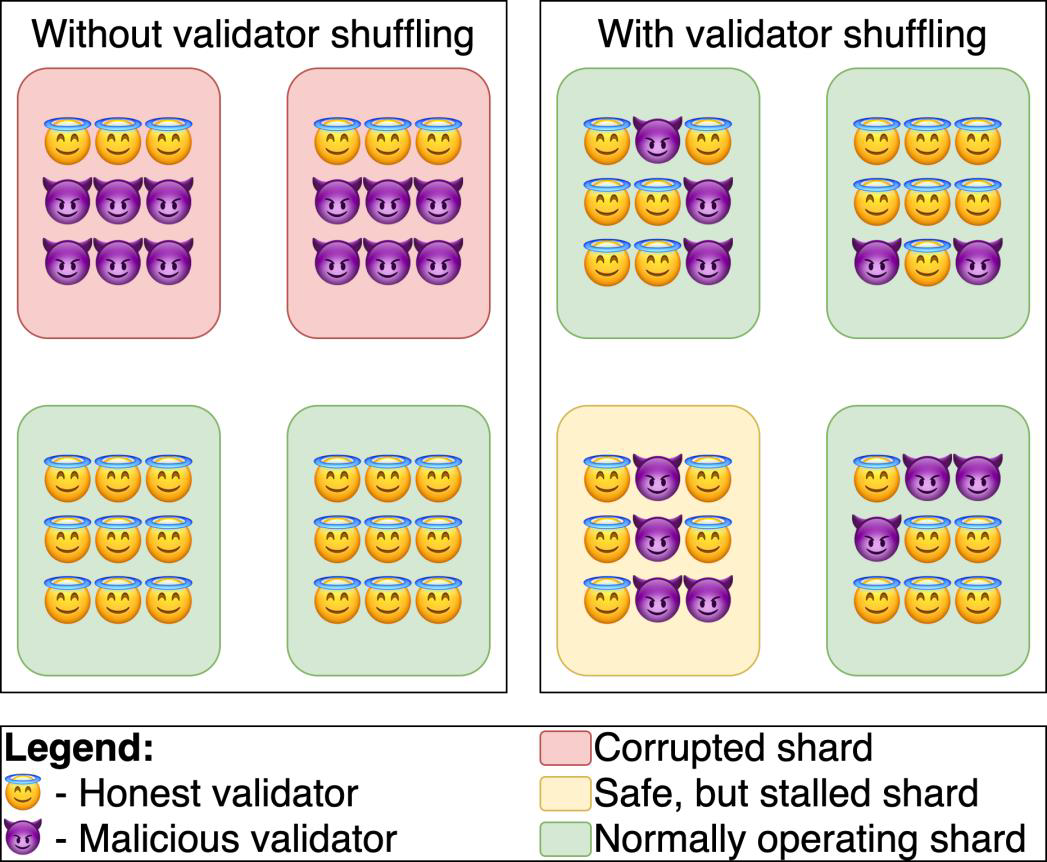 Without validator shuffling
With validator shuffling
Legend:
- Honest validator
- Malicious validator
Corrupted shard
Safe, but stalled shard
Normally operating shard